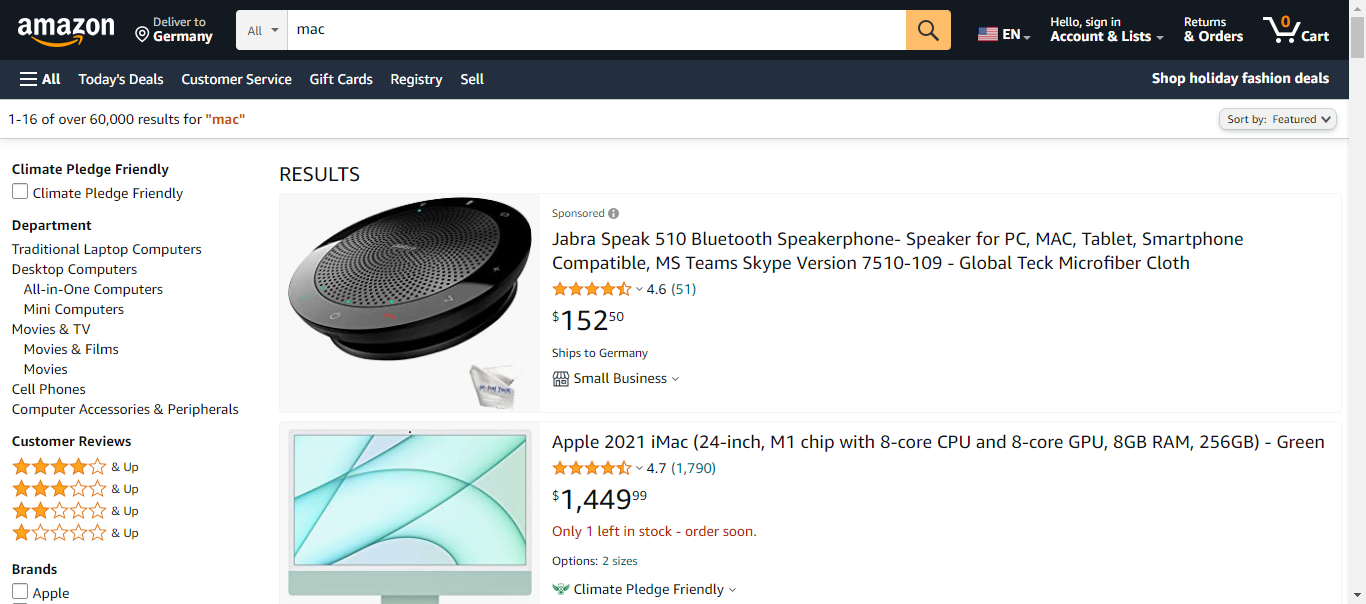 amazon
Deliver to
Germany
All
mac
EN
Hello, sign in
Account & Lists
Returns
& Orders
0
Cart
All
Today's Deals
Customer Service
Gift Cards
Registry
Sell
Shop holiday fashion deals
1-16 of over 60,000 results for "mac"
Sort by: Featured
Climate Pledge Friendly
Climate Pledge Friendly
Department
Traditional Laptop Computers
Desktop Computers
All-in-One Computers
Mini Computers
Movies & TV
Movies & Films
Movies
Cell Phones
Computer Accessories & Peripherals
Customer Reviews
& Up
& Up
& Up
& Up
Brands
Apple
RESULTS
Sponsored
Jabra Speak 510 Bluetooth Speakerphone- Speaker for PC, MAC, Tablet, Smartphone
Compatible, MS Teams Skype Version 7510-109 - Global Teck Microfiber Cloth
4.6 (51)
$15250
Ships to Germany
Small Business
Apple 2021 iMac (24-inch, M1 chip with 8-core CPU and 8-core GPU, 8GB RAM, 256GB) - Green
4.7 (1,790)
$1,44999
Only 1 left in stock - order soon.
Options: 2 sizes
Climate Pledge Friendly